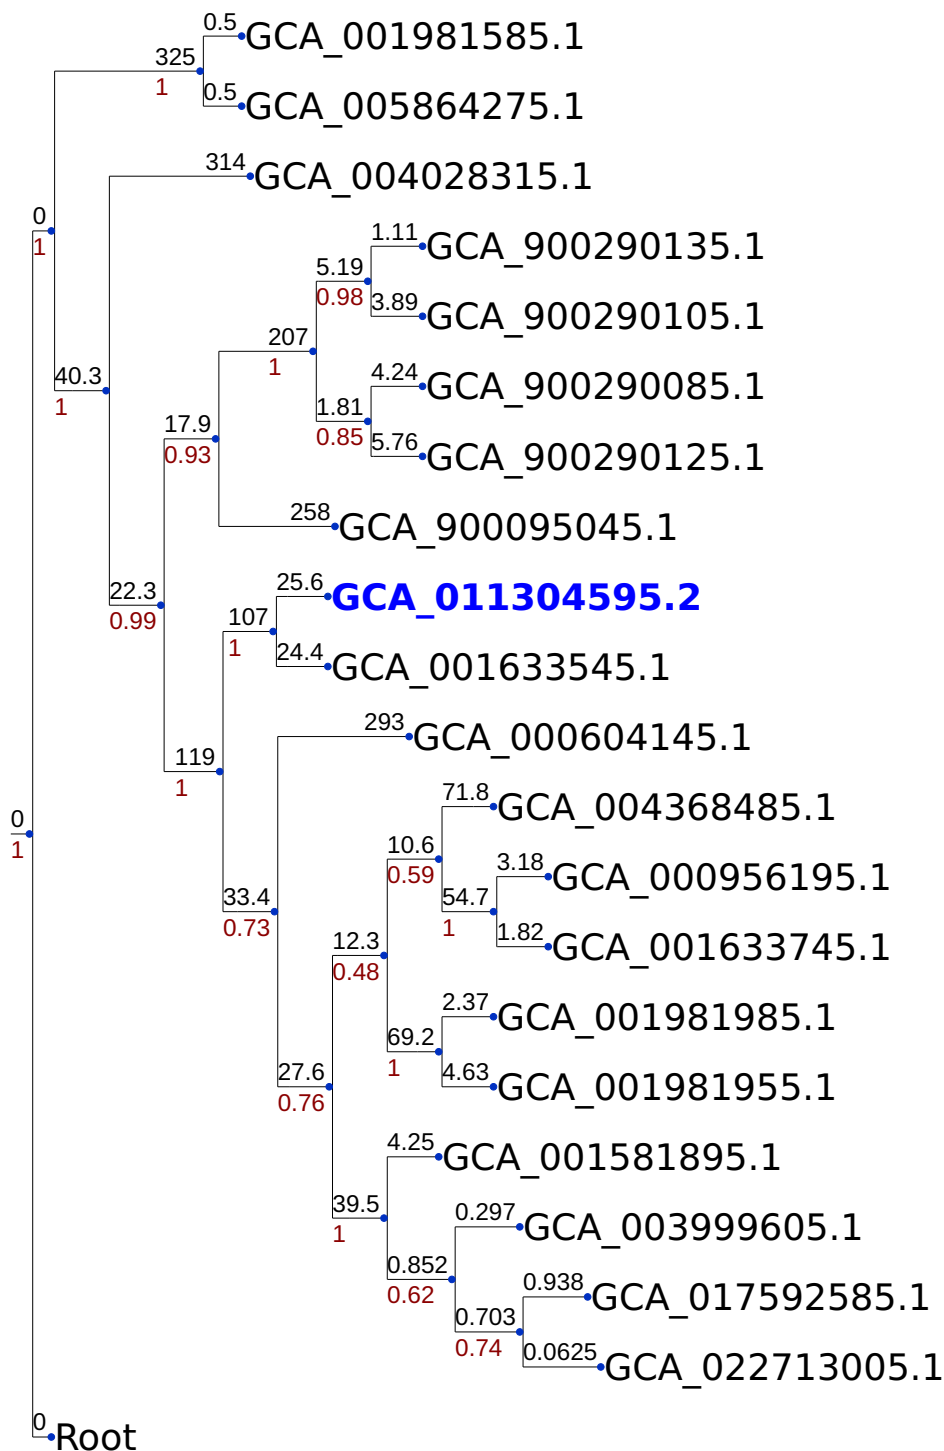 0.5
GCA_001981585.1
325
1
0.5
GCA_005864275.1
314
GCA_004028315.1
0
1
1.11
GCA_900290135.1
5.19
0.98
3.89
GCA_900290105.1
207
1
4.24
GCA_900290085.1
40.3
1
1.81
0.85
17.9
0.93
5.76
GCA_900290125.1
258
GCA_900095045.1
22.3
0.99
25.6
GCA_011304595.2
107
1
24.4
GCA_001633545.1
293
GCA_000604145.1
119
1
71.8
GCA_004368485.1
0
1
10.6
0.59
3.18
GCA_000956195.1
33.4
0.73
54.7
1
1.82
GCA_001633745.1
12.3
0.48
2.37
GCA_001981985.1
69.2
1
27.6
0.76
4.63
GCA_001981955.1
4.25
GCA_001581895.1
39.5
1
0.297
GCA_003999605.1
0.852
0.62
0.938
GCA_017592585.1
0.703
0.74
0.0625
GCA_022713005.1
0
Root